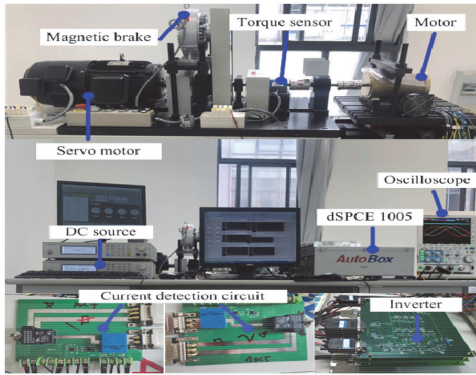 Torque sensor
Motor
Magnetic brake
Servo motor
Oscilloscope
dSPCE 1005
DC source
AutoBox
Current detection circuit
Inverter